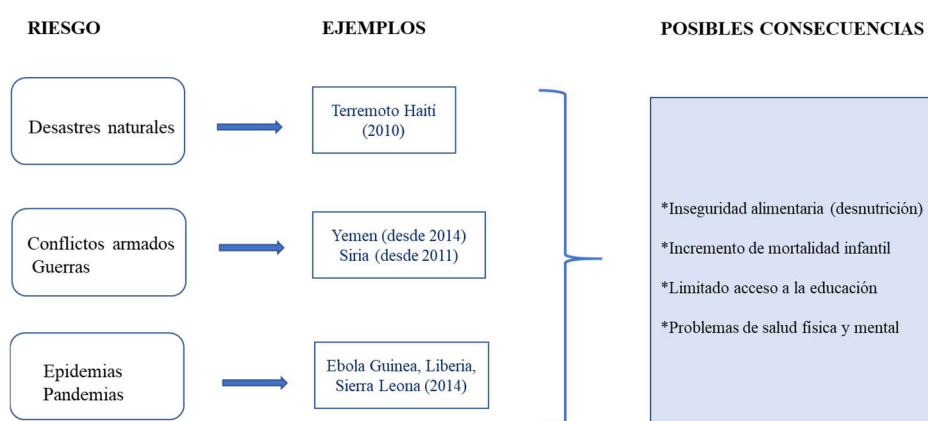 RIESGO
EJEMPLOS
POSIBLES CONSECUENCIAS
Desastres naturales
Terremoto Haití
(2010)
Conflictos armados
Guerras
Yemen (desde 2014)
Siria (desde 2011)
Epidemias
Pandemias
Ebola Guinea, Liberia,
Sierra Leona (2014)
*Inseguridad alimentaria (desnutrición)
*Incremento de mortalidad infantil
*Limitado acceso a la educación
*Problemas de salud física y mental